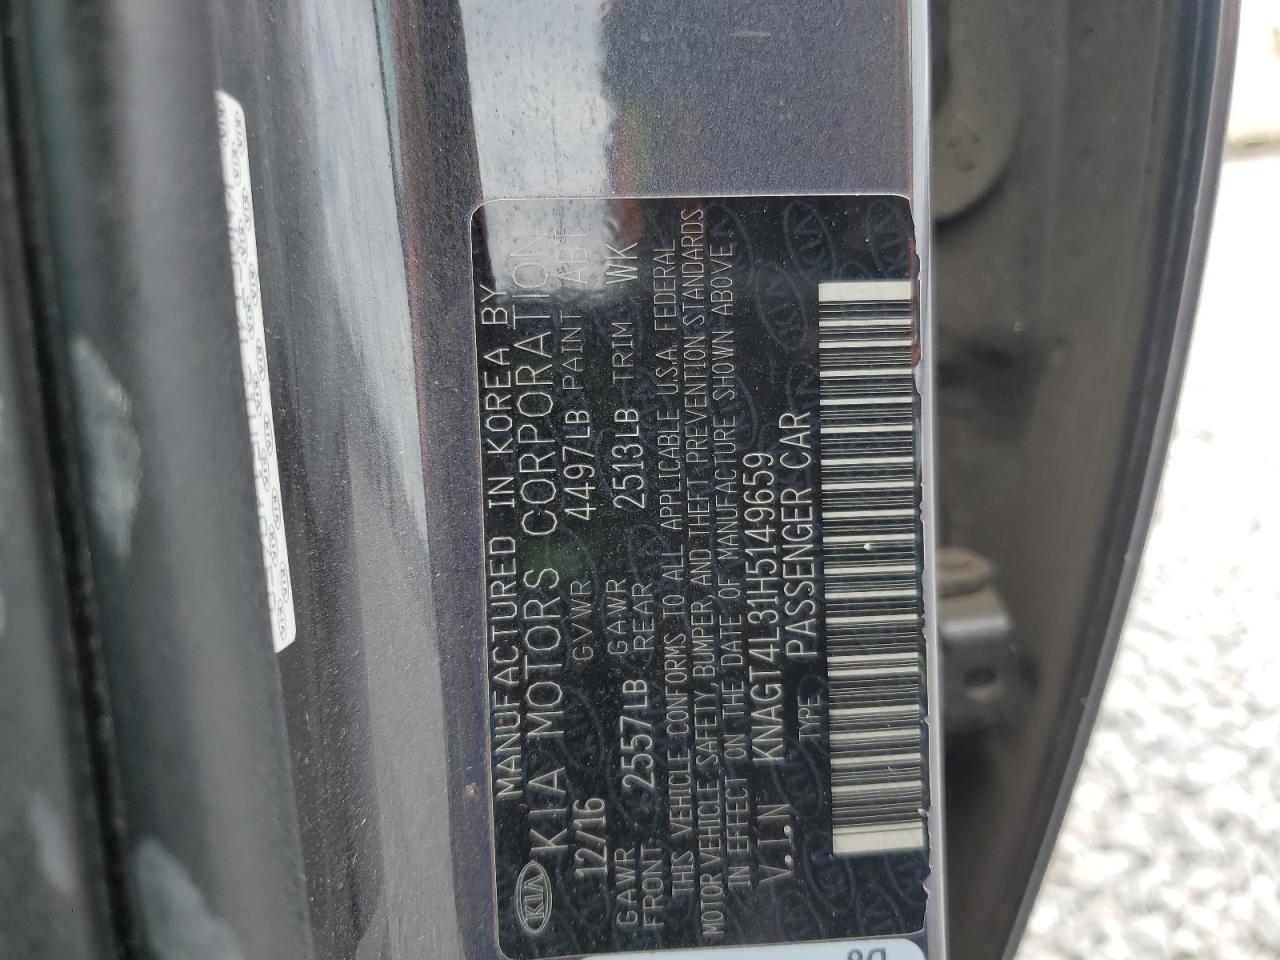 KIA
MANUFACTURED IN KOREA BY
KIA MOTORS CORPORATION
12/16 GVWR 4497LB PAINT ABT
GAWR FRONT 2557LB GAWR REAR 2513LB TRIM WK
THIS VEHICLE CONFORMS TO ALL APPLICABLE U.S.A. FEDERAL
MOTOR VEHICLE SAFETY, BUMPER AND THEFT PREVENTION STANDARDS
IN EFFECT ON THE DATE OF MANUFACTURE SHOWN ABOVE.
V.I.N KNAGT4L31H5149659
TYPE PASSENGER CAR